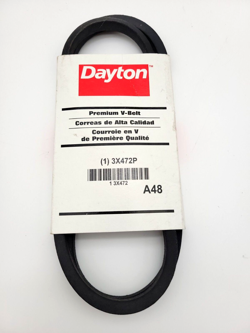 Dayton
Premium V-Belt
Correas de Alta Calidad
Courroie en V
de Première Qualité
(1) 3X472P
1 3X472
A48